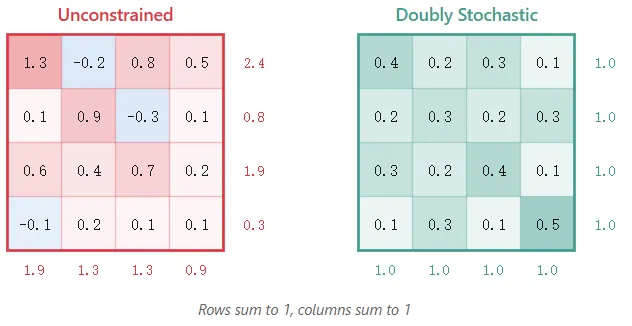 Unconstrained Doubly Stochastic
1.3 -0.2 0.8 0.5 2.4 0.4 0.2 0.3 0.1 1.0
0.1 0.9 -0.3 0.1 0.8 0.2 0.3 0.2 0.3 1.0
0.6 0.4 0.7 0.2 1.9 0.3 0.2 0.4 0.1 1.0
-0.1 0.2 0.1 0.1 0.3 0.1 0.3 0.1 0.5 1.0
1.9 1.3 1.3 0.9 1.0 1.0 1.0 1.0
Rows sum to 1, columns sum to 1